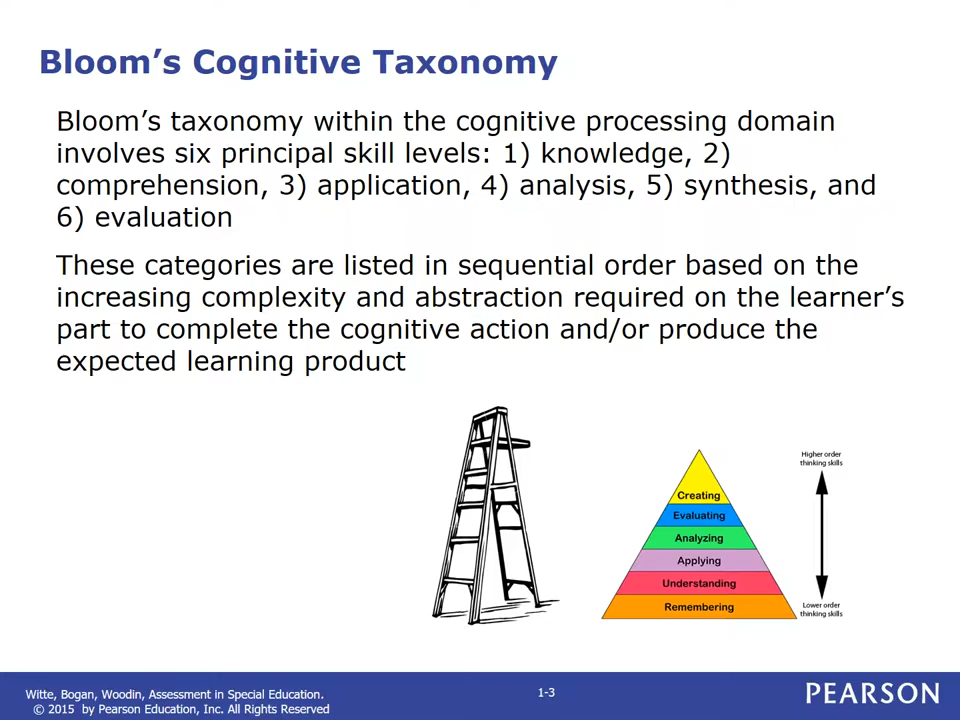 Bloom’s Cognitive Taxonomy
Bloom’s taxonomy within the cognitive processing domain
involves six principal skill levels: 1) knowledge, 2)
comprehension, 3) application, 4) analysis, 5) synthesis, and
6) evaluation
These categories are listed in sequential order based on the
increasing complexity and abstraction required on the learner’s
part to complete the cognitive action and/or produce the
expected learning product
Creating
Evaluating
Analyzing
Applying
Understanding
Remembering
Higher order
thinking skills
Lower order
thinking skills
Witte, Bogan, Woodin, Assessment in Special Education.
© 2015 by Pearson Education, Inc. All Rights Reserved
1-3
PEARSON